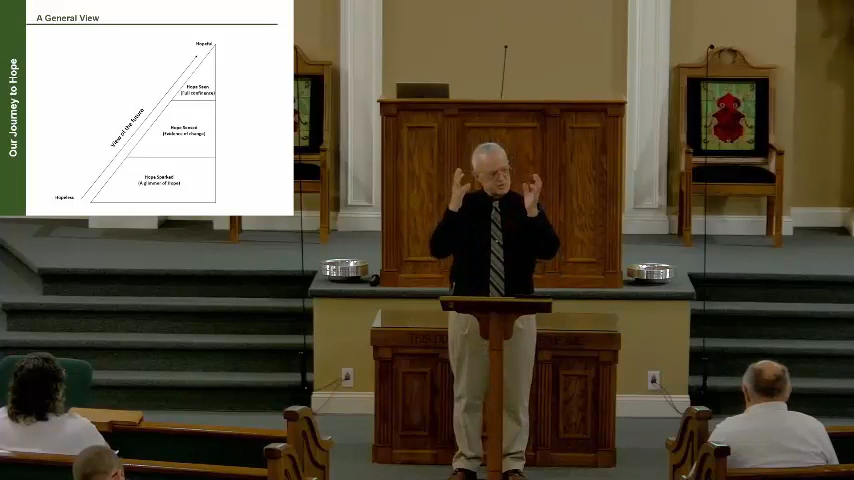 A General View
Our Journey to Hope
Hopeful
Hope Seen
(Full confidence)
View of the future
Hope Sensed
(Evidence of change)
Hope Sparked
(A glimmer of Hope)
Hopeless